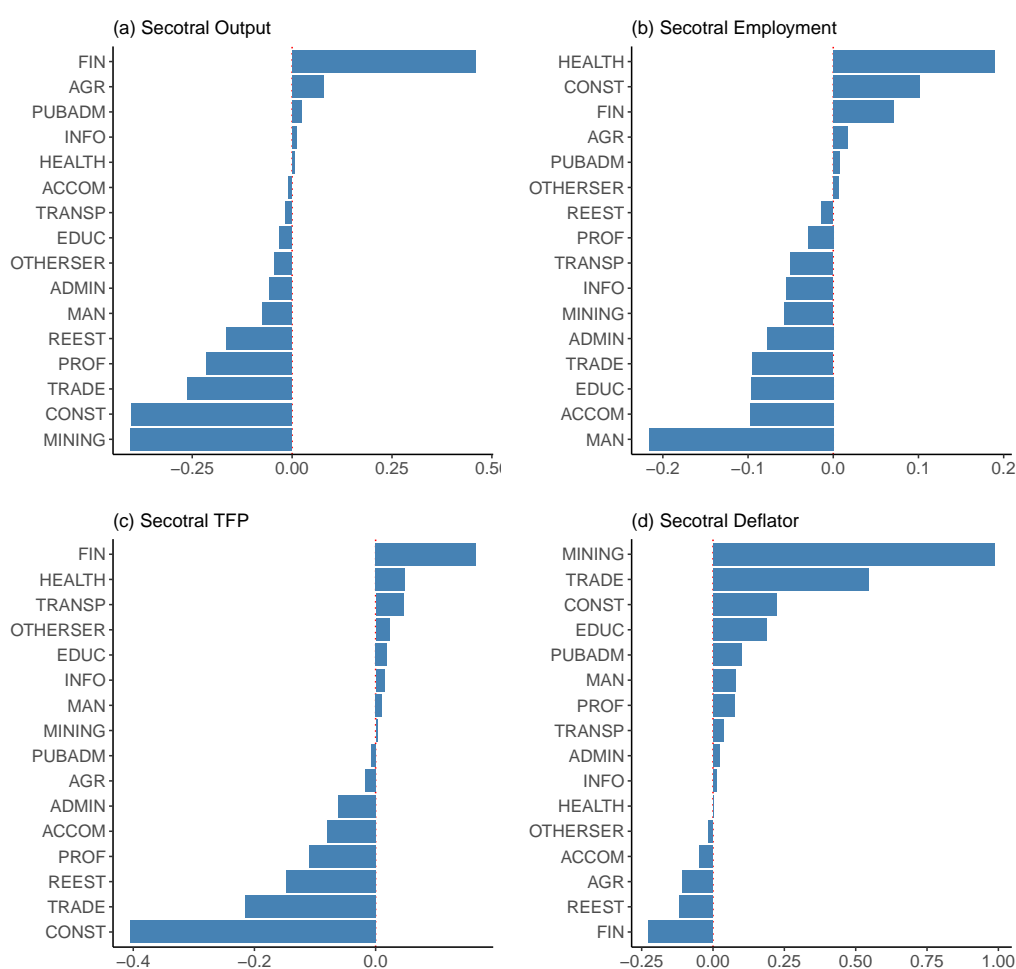 (a) Secotral Output
FIN
AGR
PUBADM
INFO
HEALTH
ACCOM
TRANSP
EDUC
OTHERSER
ADMIN
MAN
REEST
PROF
TRADE
CONST
MINING
−0.25 0.00 0.25 0.50
(b) Secotral Employment
HEALTH
CONST
FIN
AGR
PUBADM
OTHERSER
REEST
PROF
TRANSP
INFO
MINING
ADMIN
TRADE
EDUC
ACCOM
MAN
−0.2 −0.1 0.0 0.1 0.2
(c) Secotral TFP
FIN
HEALTH
TRANSP
OTHERSER
EDUC
INFO
MAN
MINING
PUBADM
AGR
ADMIN
ACCOM
PROF
REEST
TRADE
CONST
−0.4 −0.2 0.0
(d) Secotral Deflator
MINING
TRADE
CONST
EDUC
PUBADM
MAN
PROF
TRANSP
ADMIN
INFO
HEALTH
OTHERSER
ACCOM
AGR
REEST
FIN
−0.25 0.00 0.25 0.50 0.75 1.00